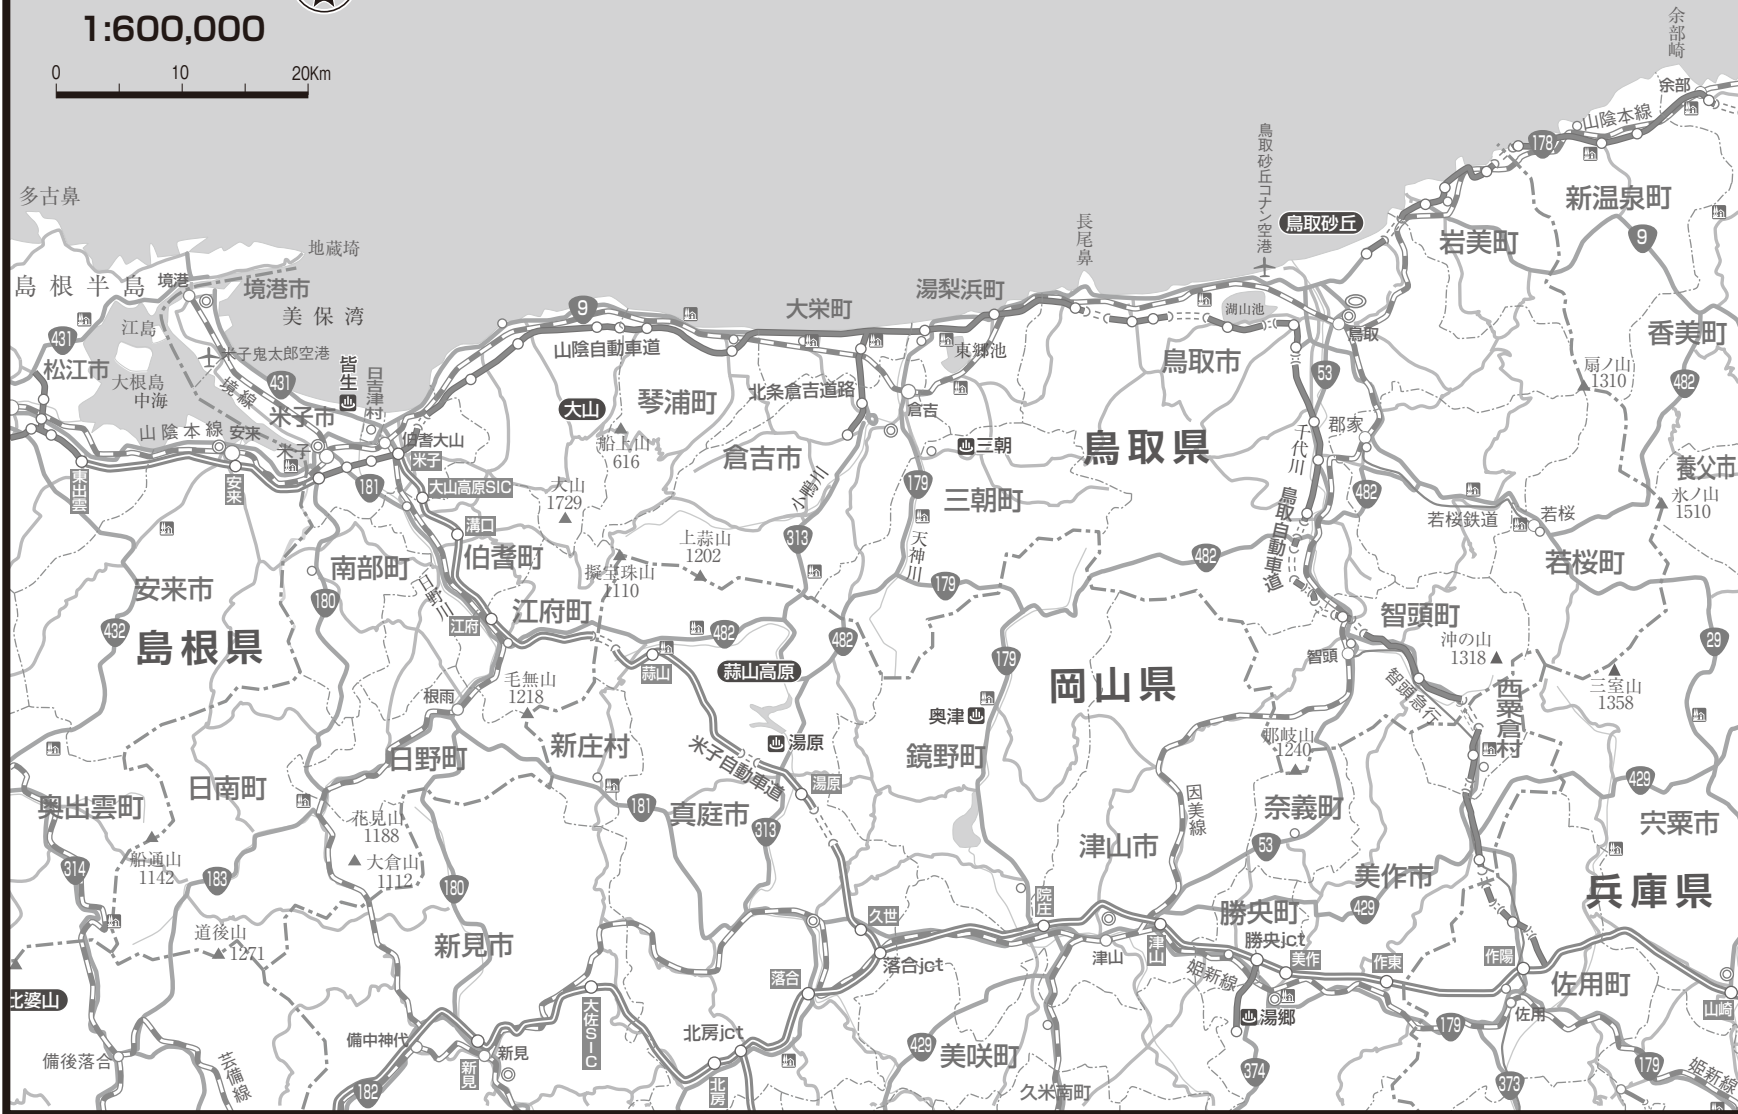 1:600,000
0 10 20Km
余部崎
余部
山陰本線
178
新温泉町
鳥取砂丘コナン空港
鳥取砂丘
岩美町
9
多古鼻
地蔵埼
島根半島
境港
境港市
美保湾
長尾鼻
湯梨浜町
大栄町
9
湖山池
鳥取
香美町
431
江島
米子鬼太郎空港
松江市
大根島
中海
境線
431
皆生
日吉津村
米子市
山陰自動車道
東郷池
鳥取市
53
扇ノ山
1310
482
大山
琴浦町
北条倉吉道路
倉吉
山陰本線
安来
米子
伯耆大山
米子
船上山
616
倉吉市
三朝
鳥取県
千代川
郡家
養父市
東出雲
安来
181
大山高原SIC
大山
1729
小鴨川
179
三朝町
482
氷ノ山
1510
鳥取自動車道
若桜鉄道
若桜
溝口
伯耆町
上蒜山
1202
313
天神川
482
若桜町
南部町
擬宝珠山
1110
179
安来市
180
日野川
江府
江府町
智頭町
432
島根県
482
482
沖の山
1318
29
蒜山
蒜山高原
179
岡山県
智頭
智頭急行
三室山
1358
根雨
毛無山
1218
西粟倉村
奥津
那岐山
1240
新庄村
米子自動車道
湯原
鏡野町
日野町
429
日南町
湯原
奥出雲町
181
真庭市
313
因美線
奈義町
花見山
1188
宍粟市
船通山
1142
大倉山
1112
津山市
53
314
183
180
美作市
兵庫県
院庄
429
久世
勝央町
道後山
1271
新見市
津山
津山
勝央jct
落合jct
落合
姫新線
美作
作東
作陽
佐用町
比婆山
大佐SIC
湯郷
山崎
佐用
179
北房jct
備中神代
新見
新見
429
美咲町
備後落合
芸備線
182
北房
久米南町
374
373
179
姫新線